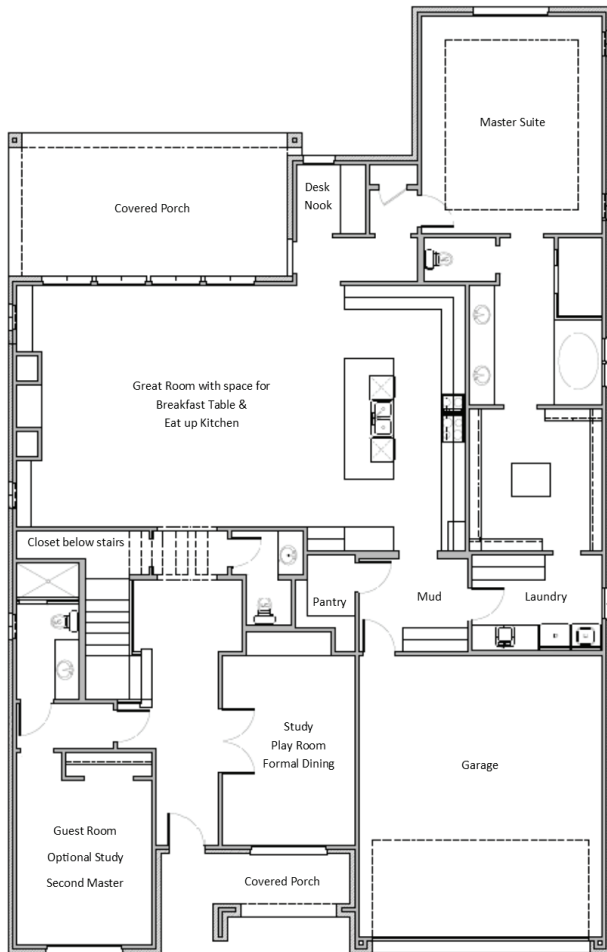 Master Suite
Desk
Nook
Covered Porch
Great Room with space for
Breakfast Table &
Eat up Kitchen
Closet below stairs
Pantry
Mud
Laundry
Study
Play Room
Formal Dining
Garage
Guest Room
Optional Study
Second Master
Covered Porch